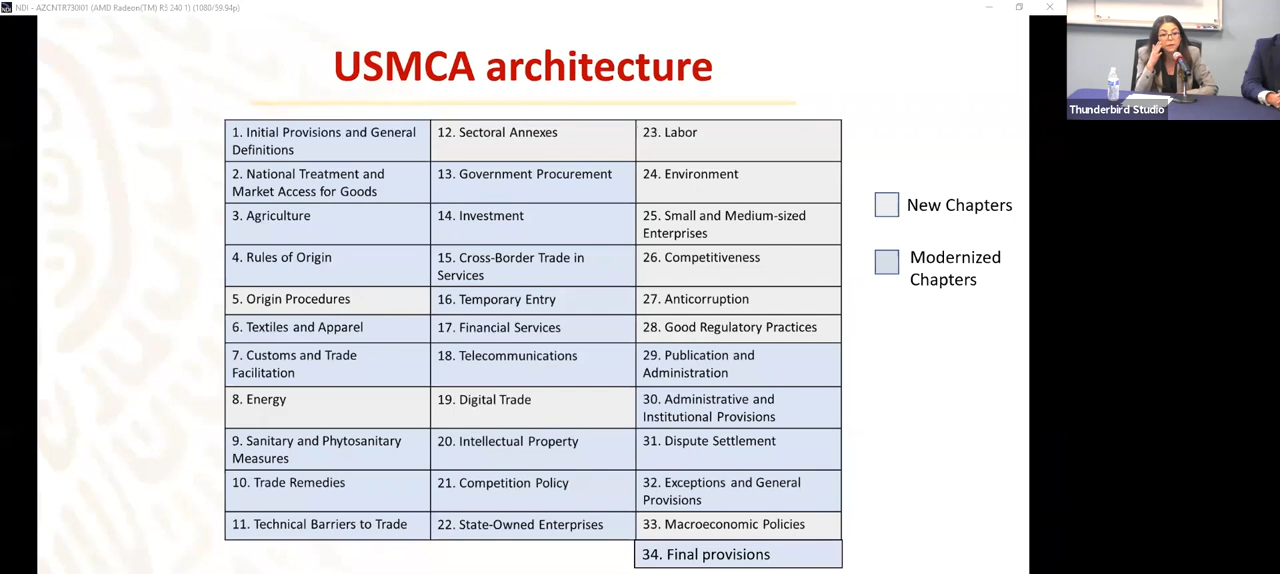 NDI - AZCNTR730I01 (AMD Radeon(TM) R5 240 1) (1080/59.94p)
USMCA architecture
1. Initial Provisions and General
Definitions
12. Sectoral Annexes
23. Labor
2. National Treatment and
Market Access for Goods
13. Government Procurement
24. Environment
3. Agriculture
14. Investment
25. Small and Medium-sized
Enterprises
4. Rules of Origin
15. Cross-Border Trade in
Services
26. Competitiveness
5. Origin Procedures
16. Temporary Entry
27. Anticorruption
6. Textiles and Apparel
17. Financial Services
28. Good Regulatory Practices
7. Customs and Trade
Facilitation
18. Telecommunications
29. Publication and
Administration
8. Energy
19. Digital Trade
30. Administrative and
Institutional Provisions
9. Sanitary and Phytosanitary
Measures
20. Intellectual Property
31. Dispute Settlement
10. Trade Remedies
21. Competition Policy
32. Exceptions and General
Provisions
11. Technical Barriers to Trade
22. State-Owned Enterprises
33. Macroeconomic Policies
34. Final provisions
New Chapters
Modernized
Chapters
Thunderbird Studio